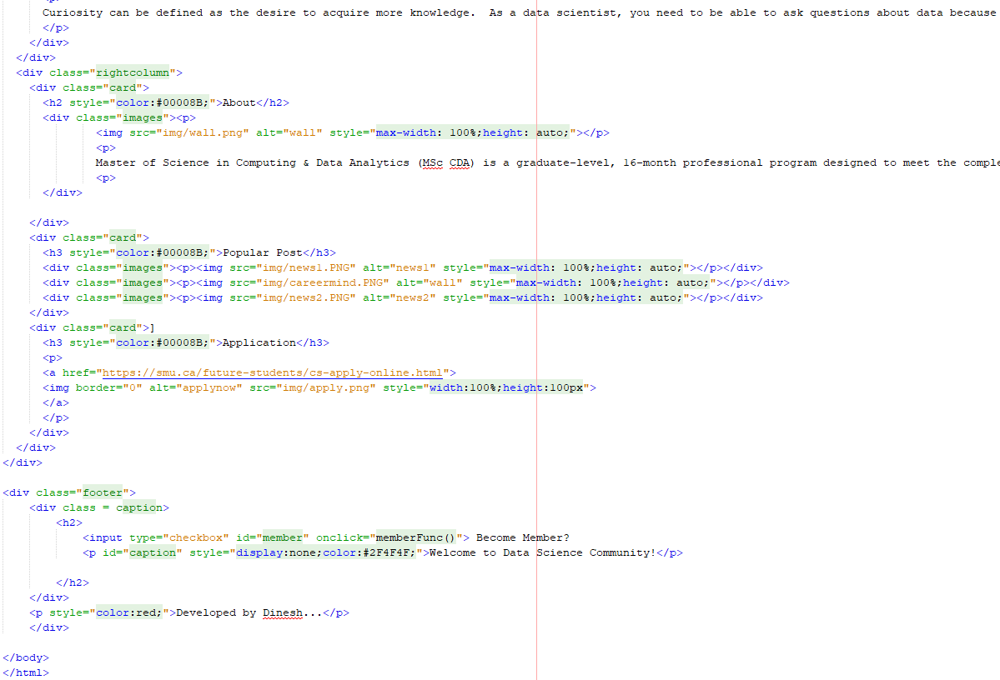 <p>
Curiosity can be defined as the desire to acquire more knowledge.  As a data scientist, you need to be able to ask questions about data because
</p>
</div>
</div>
<div class="rightcolumn">
<div class="card">
<h2 style="color:#00008B;">About</h2>
<div class="images"><p>
<img src="img/wall.png" alt="wall" style="max-width: 100%;height: auto;"></p>
<p>
Master of Science in Computing & Data Analytics (MSc CDA) is a graduate-level, 16-month professional program designed to meet the comple
<p>
</div>
</div>
<div class="card">
<h3 style="color:#00008B;">Popular Post</h3>
<div class="images"><p><img src="img/news1.PNG" alt="news1" style="max-width: 100%;height: auto;"></p></div>
<div class="images"><p><img src="img/careermind.PNG" alt="wall" style="max-width: 100%;height: auto;"></p></div>
<div class="images"><p><img src="img/news2.PNG" alt="news2" style="max-width: 100%;height: auto;"></p></div>
</div>
<div class="card">]
<h3 style="color:#00008B;">Application</h3>
<p>
<a href="https://smu.ca/future-students/cs-apply-online.html">
<img border="0" alt="applynow" src="img/apply.png" style="width:100%;height:100px">
</a>
</p>
</div>
</div>
</div>
<div class="footer">
<div class = caption>
<h2>
<input type="checkbox" id="member" onclick="memberFunc()"> Become Member?
<p id="caption" style="display:none;color:#2F4F4F;">Welcome to Data Science Community!</p>
</h2>
</div>
<p style="color:red;">Developed by Dinesh...</p>
</div>
</body>
</html>